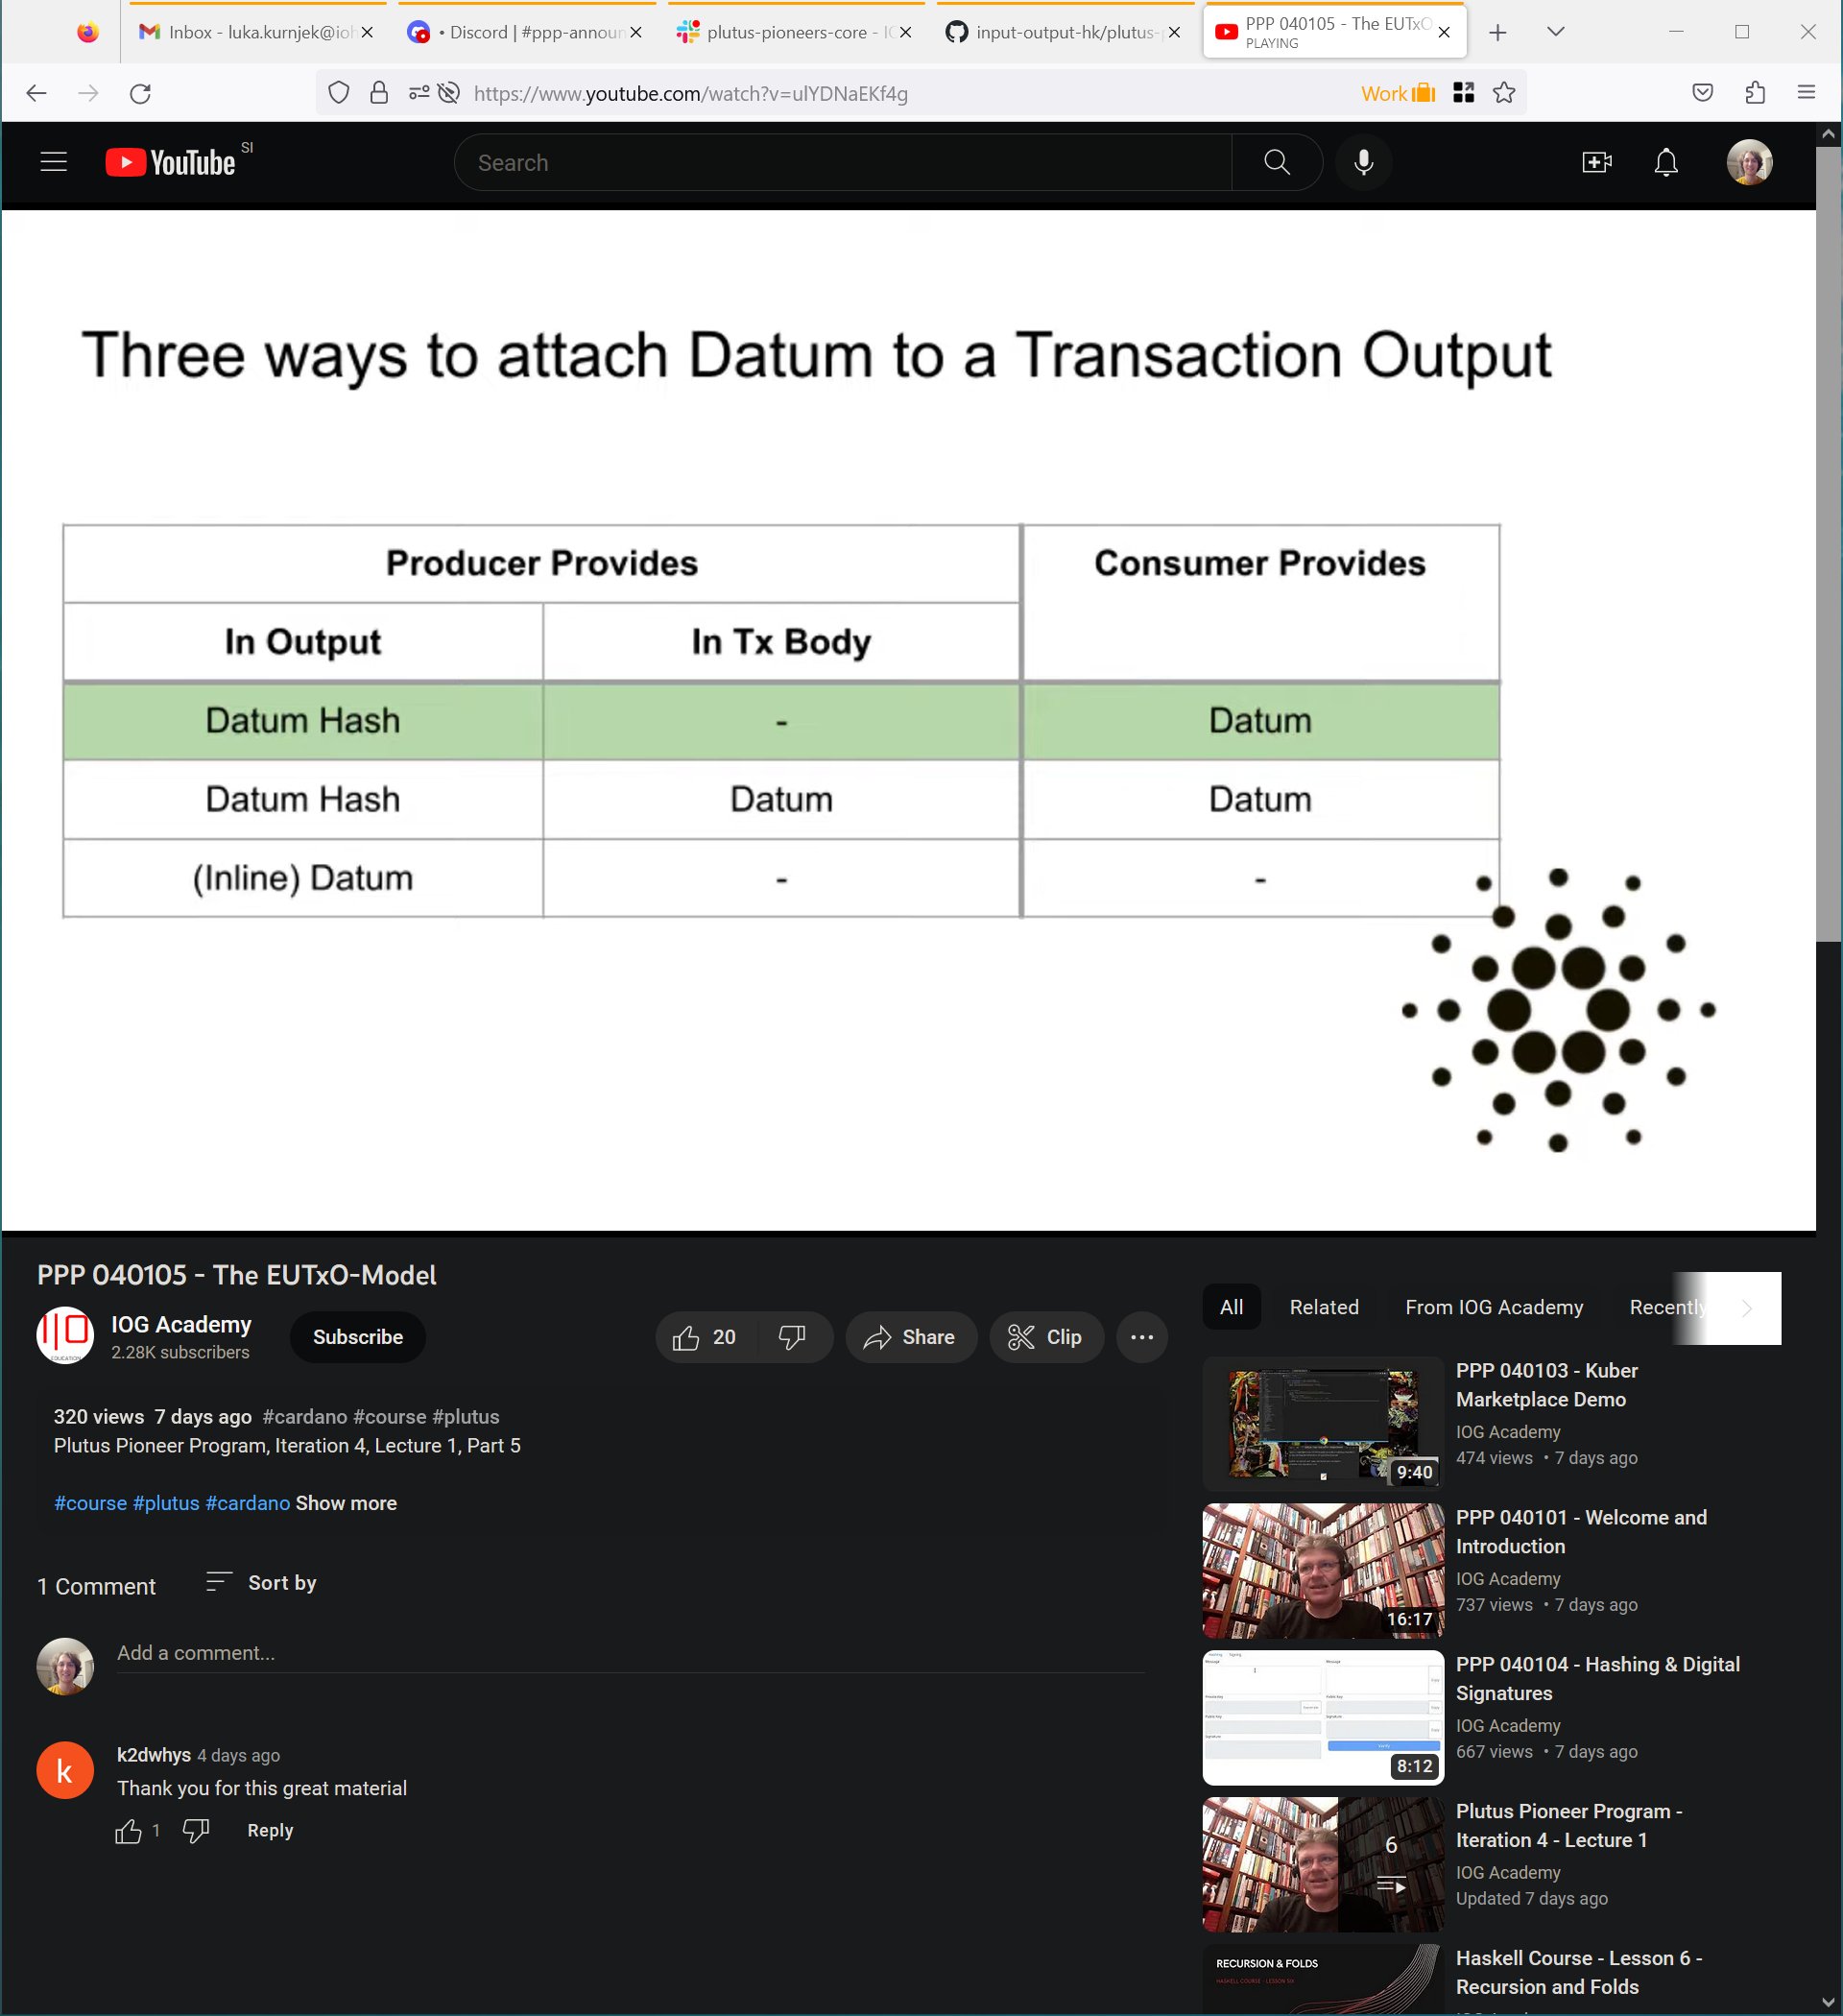 Inbox - luka.kurnjek@ioh
• Discord | #ppp-announ
plutus-pioneers-core - IO
input-output-hk/plutus-p
PPP 040105 - The EUTxO
PLAYING
https://www.youtube.com/watch?v=ulYDNaEKf4g
Work
YouTube
SI
Search
Three ways to attach Datum to a Transaction Output
Producer Provides
Consumer Provides
In Output
In Tx Body
Datum Hash
-
Datum
Datum Hash
Datum
Datum
(Inline) Datum
-
-
PPP 040105 - The EUTxO-Model
IOG Academy
2.28K subscribers
EDUCATION
Subscribe
20
Share
Clip
320 views 7 days ago #cardano #course #plutus
Plutus Pioneer Program, Iteration 4, Lecture 1, Part 5
#course #plutus #cardano Show more
1 Comment
Sort by
Add a comment...
k
k2dwhys 4 days ago
Thank you for this great material
1
Reply
All
Related
From IOG Academy
Recently
9:40
PPP 040103 - Kuber
Marketplace Demo
IOG Academy
474 views • 7 days ago
16:17
PPP 040101 - Welcome and
Introduction
IOG Academy
737 views • 7 days ago
8:12
PPP 040104 - Hashing & Digital
Signatures
IOG Academy
667 views • 7 days ago
6
Plutus Pioneer Program -
Iteration 4 - Lecture 1
IOG Academy
Updated 7 days ago
RECURSION & FOLDS
HASKELL COURSE - LESSON SIX
Haskell Course - Lesson 6 -
Recursion and Folds